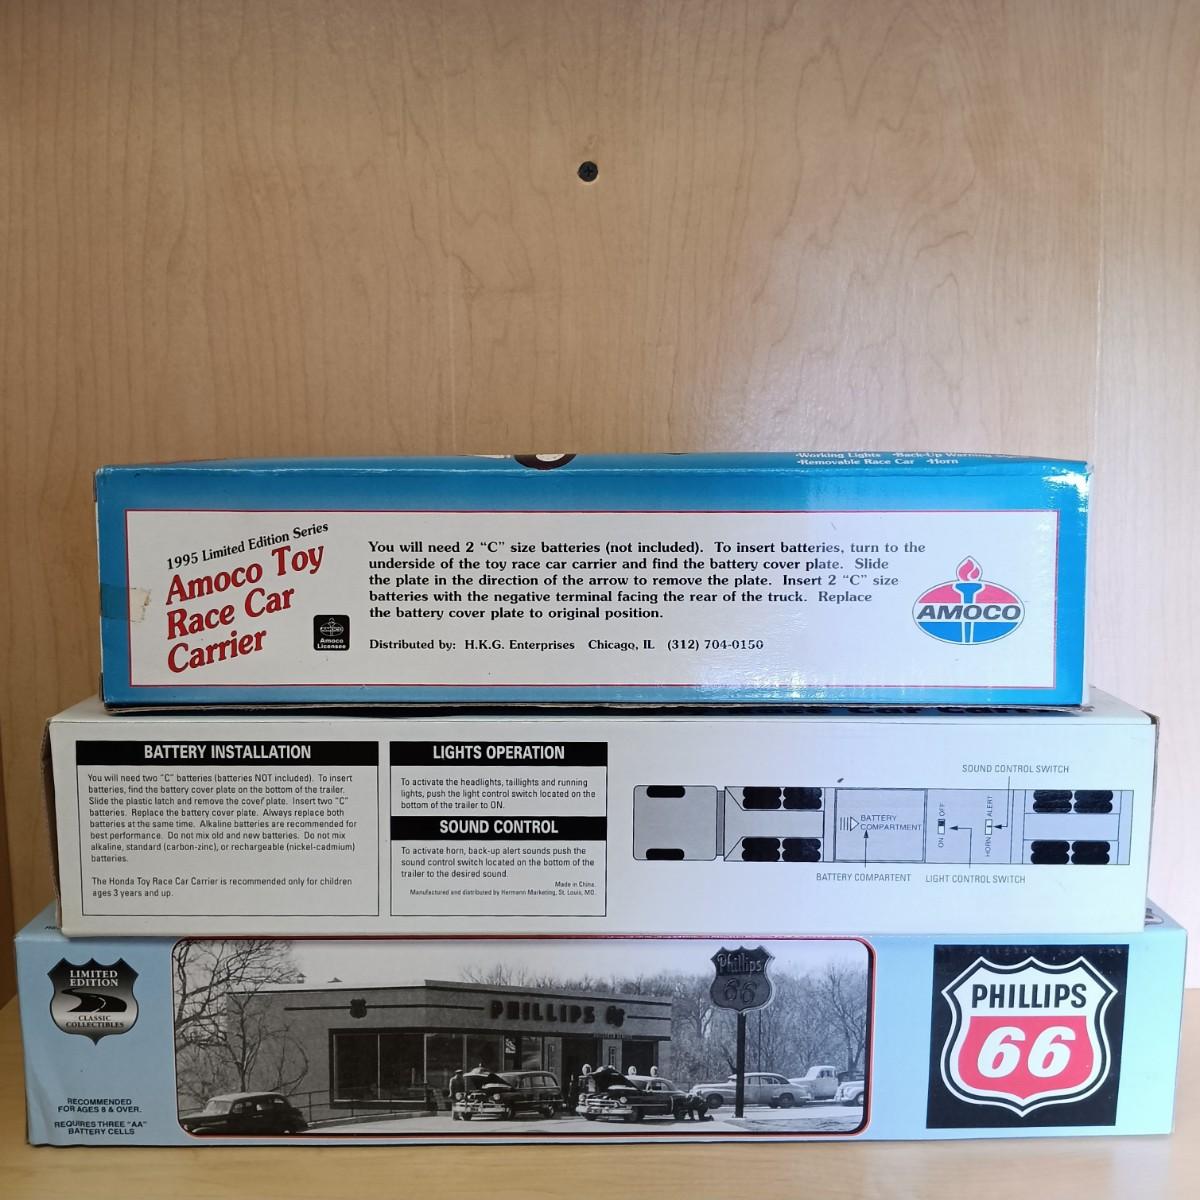 •Working Lights •Back-Up Warning
•Removable Race Car •Horn
1995 Limited Edition Series
Amoco Toy
Race Car
Carrier
AMOCO
Amoco
Licensee
You will need 2 “C” size batteries (not included). To insert batteries, turn to the
underside of the toy race car carrier and find the battery cover plate. Slide
the plate in the direction of the arrow to remove the plate. Insert 2 “C” size
batteries with the negative terminal facing the rear of the truck. Replace
the battery cover plate to original position.
Distributed by: H.K.G. Enterprises Chicago, IL (312) 704-0150
AMOCO
BATTERY INSTALLATION
You will need two "C" batteries (batteries NOT included). To insert
batteries, find the battery cover plate on the bottom of the trailer.
Slide the plastic latch and remove the cover plate. Insert two "C"
batteries. Replace the battery cover plate. Always replace both
batteries at the same time. Alkaline batteries are recommended for
best performance. Do not mix old and new batteries. Do not mix
alkaline, standard (carbon-zinc), or rechargeable (nickel-cadmium)
batteries.
The Honda Toy Race Car Carrier is recommended only for children
ages 3 years and up.
LIGHTS OPERATION
To activate the headlights, taillights and running
lights, push the light control switch located on the
bottom of the trailer to ON.
SOUND CONTROL
To activate horn, back-up alert sounds push the
sound control switch located on the bottom of the
trailer to the desired sound.
Made in China.
Manufactured and distributed by Hermann Marketing, St. Louis, MO.
SOUND CONTROL SWITCH
BATTERY
COMPARTMENT
ON OFF
HORN ALERT
BATTERY COMPARTENT LIGHT CONTROL SWITCH
LIMITED
EDITION
CLASSIC
COLLECTIBLES
RECOMMENDED
FOR AGES 8 & OVER.
REQUIRES THREE "AA"
BATTERY CELLS
PHILLIPS 66
Phillips
66
PHILLIPS
66